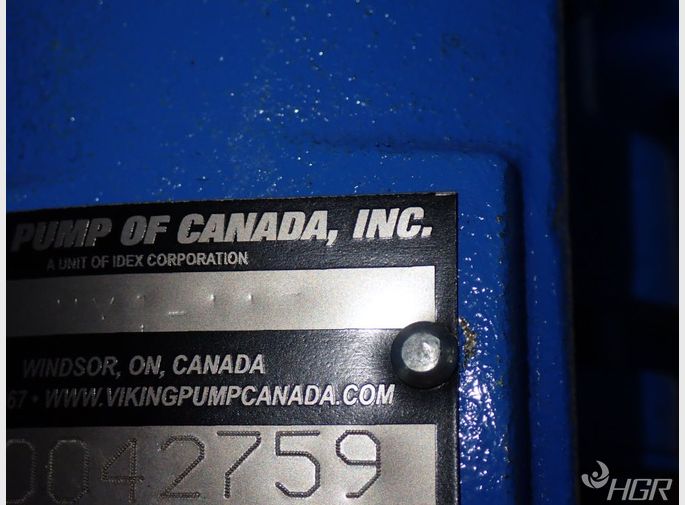 PUMP OF CANADA, INC.
A UNIT OF IDEX CORPORATION
WINDSOR, ON, CANADA
67 • WWW.VIKINGPUMPCANADA.COM
0042759
HGR